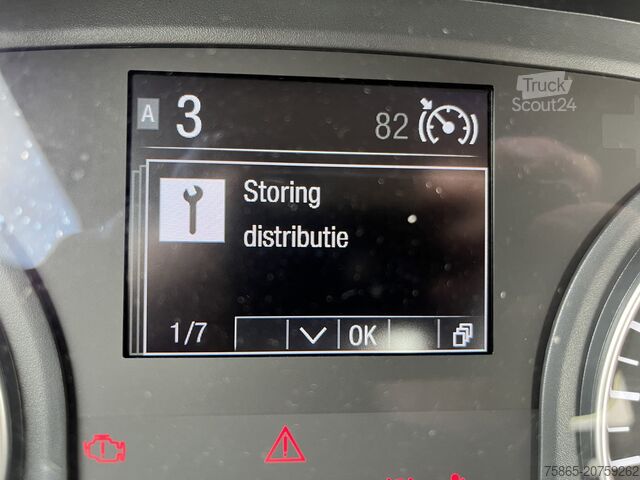 Truck
Scout24
A 3
82
Storing
distributie
1/7
OK
75865-20759262